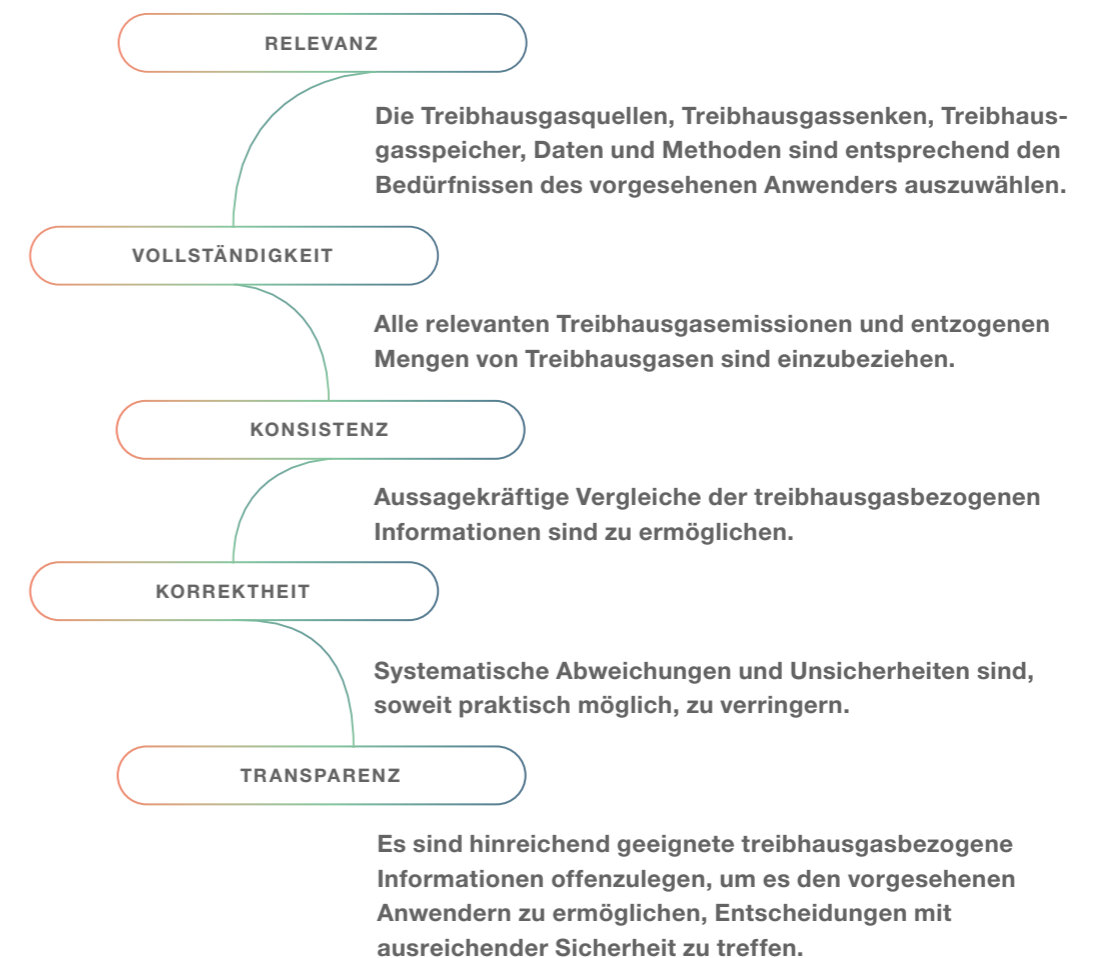 RELEVANZ
Die Treibhausgasquellen, Treibhausgassenken, Treibhaus-
gasspeicher, Daten und Methoden sind entsprechend den
Bedürfnissen des vorgesehenen Anwenders auszuwählen.
VOLLSTÄNDIGKEIT
Alle relevanten Treibhausgasemissionen und entzogenen
Mengen von Treibhausgasen sind einzubeziehen.
KONSISTENZ
Aussagekräftige Vergleiche der treibhausgasbezogenen
Informationen sind zu ermöglichen.
KORREKTHEIT
Systematische Abweichungen und Unsicherheiten sind,
soweit praktisch möglich, zu verringern.
TRANSPARENZ
Es sind hinreichend geeignete treibhausgasbezogene
Informationen offenzulegen, um es den vorgesehenen
Anwendern zu ermöglichen, Entscheidungen mit
ausreichender Sicherheit zu treffen.